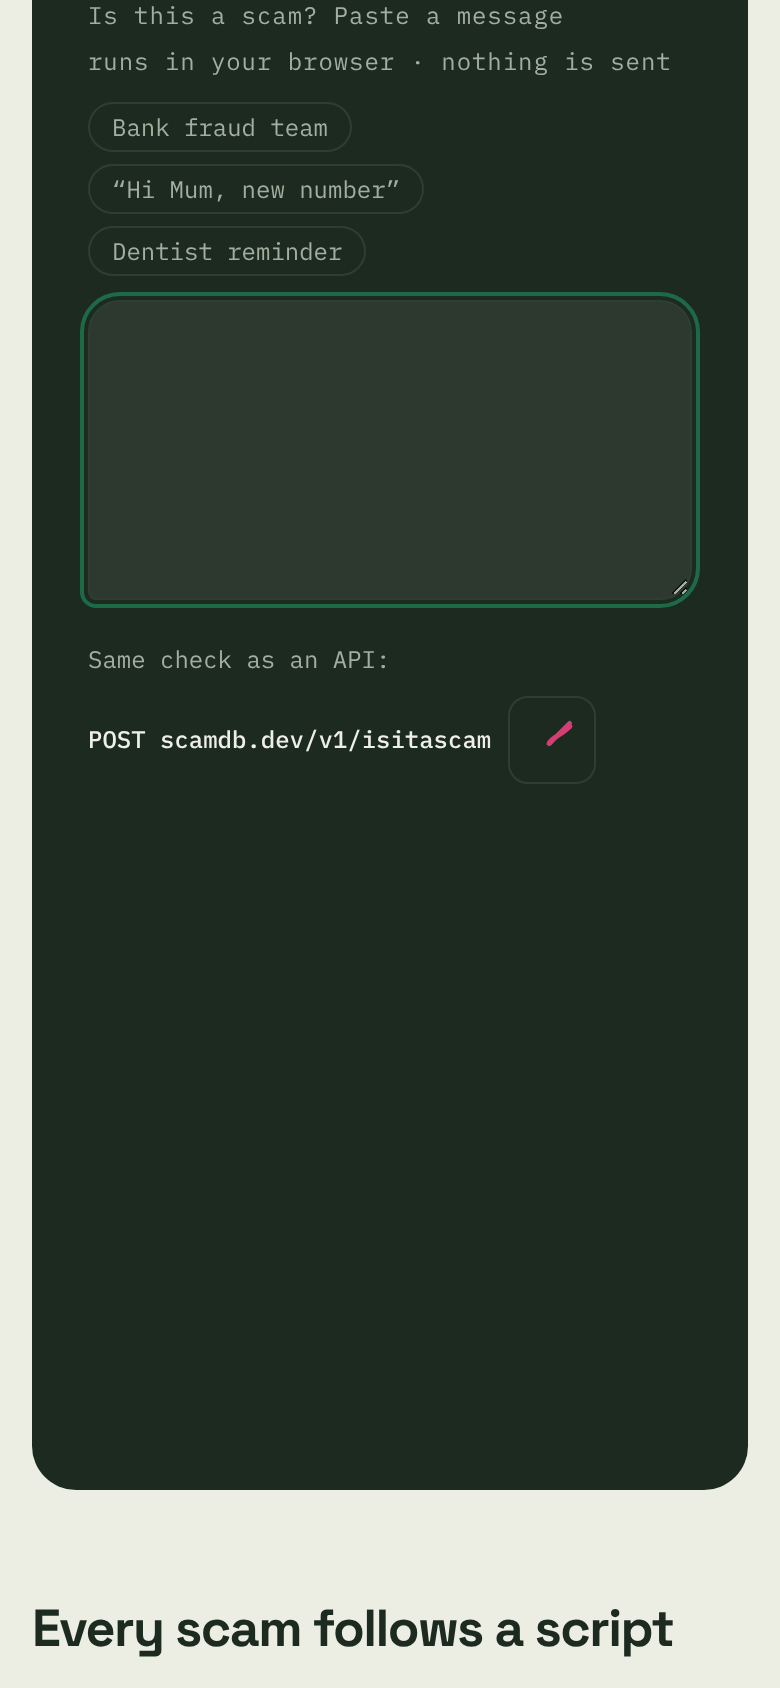 Is this a scam? Paste a message
runs in your browser · nothing is sent
Bank fraud team
“Hi Mum, new number”
Dentist reminder
Same check as an API:
POST scamdb.dev/v1/isitascam
Every scam follows a script